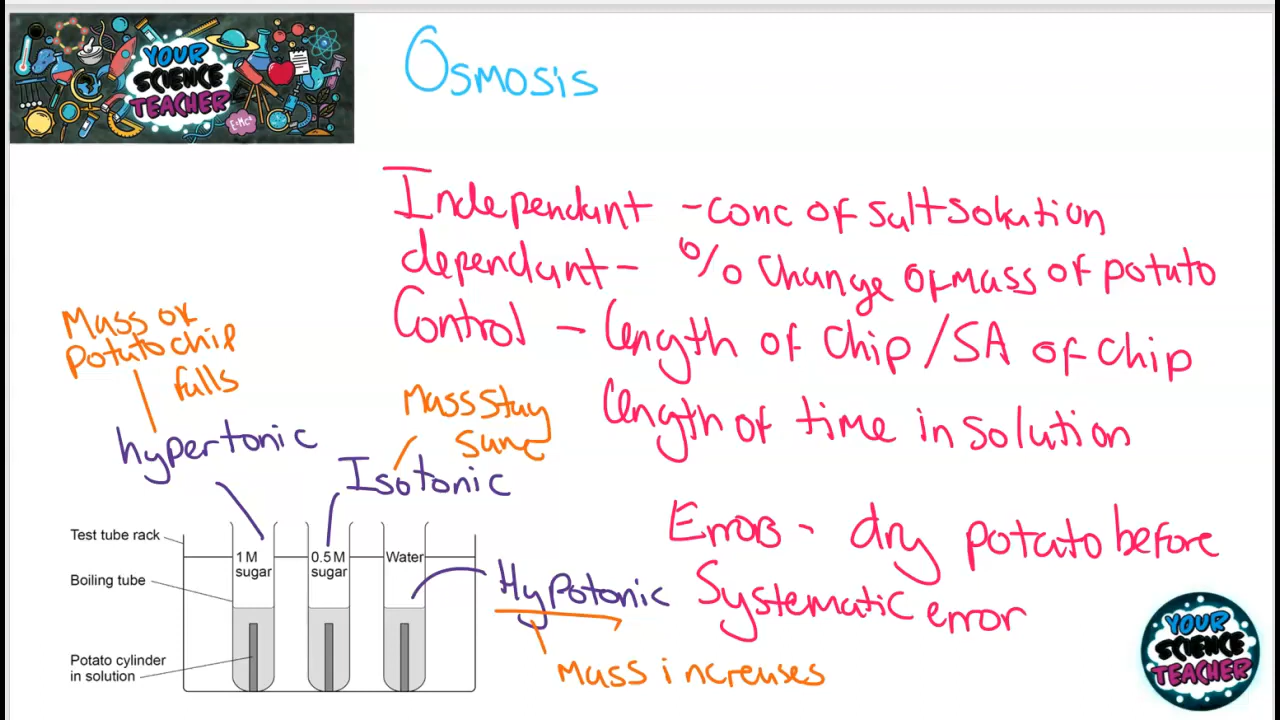 YOUR
SCIENCE
TEACHER
E=MC²
Osmosis
Independant - conc of salt solution
dependant - % Change of mass of potato
Control - length of chip / SA of chip
length of time in solution
Errors - dry potato before
Systematic error
Mass of
potato chip
falls
hypertonic
Mass stay
same
Isotonic
Test tube rack
Boiling tube
Potato cylinder
in solution
1 M
sugar
0.5 M
sugar
Water
Hypotonic
Mass increases
YOUR
SCIENCE
TEACHER